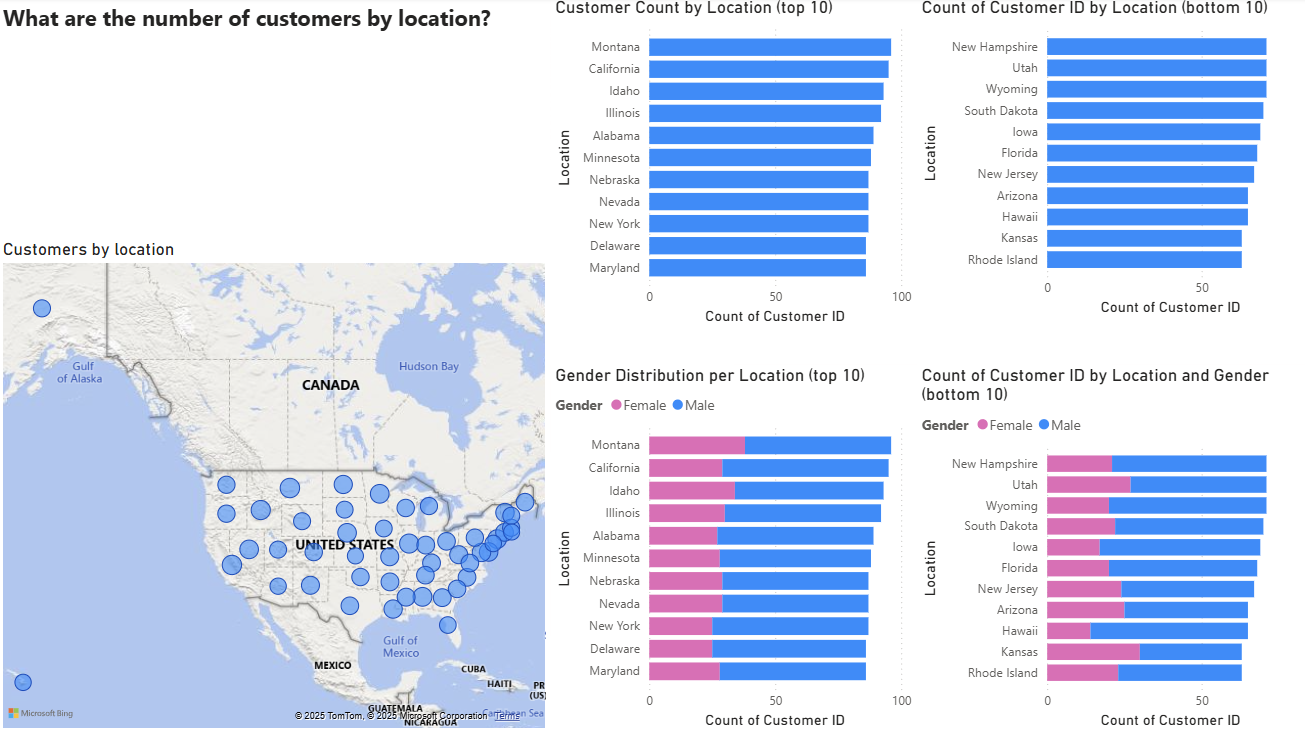 What are the number of customers by location?
Customers by location
Gulf
of Alaska
Hudson Bay
CANADA
UNITED STATES
Gulf of
Mexico
MEXICO
CUBA
HAITI
PR
(US)
GUATEMALA
Caribbean Sea
NICARAGUA
Microsoft Bing
© 2025 TomTom, © 2025 Microsoft Corporation Terms
Customer Count by Location (top 10)
Location
Montana
California
Idaho
Illinois
Alabama
Minnesota
Nebraska
Nevada
New York
Delaware
Maryland
0 50 100
Count of Customer ID
Count of Customer ID by Location (bottom 10)
Location
New Hampshire
Utah
Wyoming
South Dakota
Iowa
Florida
New Jersey
Arizona
Hawaii
Kansas
Rhode Island
0 50
Count of Customer ID
Gender Distribution per Location (top 10)
Gender Female Male
Location
Montana
California
Idaho
Illinois
Alabama
Minnesota
Nebraska
Nevada
New York
Delaware
Maryland
0 50 100
Count of Customer ID
Count of Customer ID by Location and Gender
(bottom 10)
Gender Female Male
Location
New Hampshire
Utah
Wyoming
South Dakota
Iowa
Florida
New Jersey
Arizona
Hawaii
Kansas
Rhode Island
0 50
Count of Customer ID